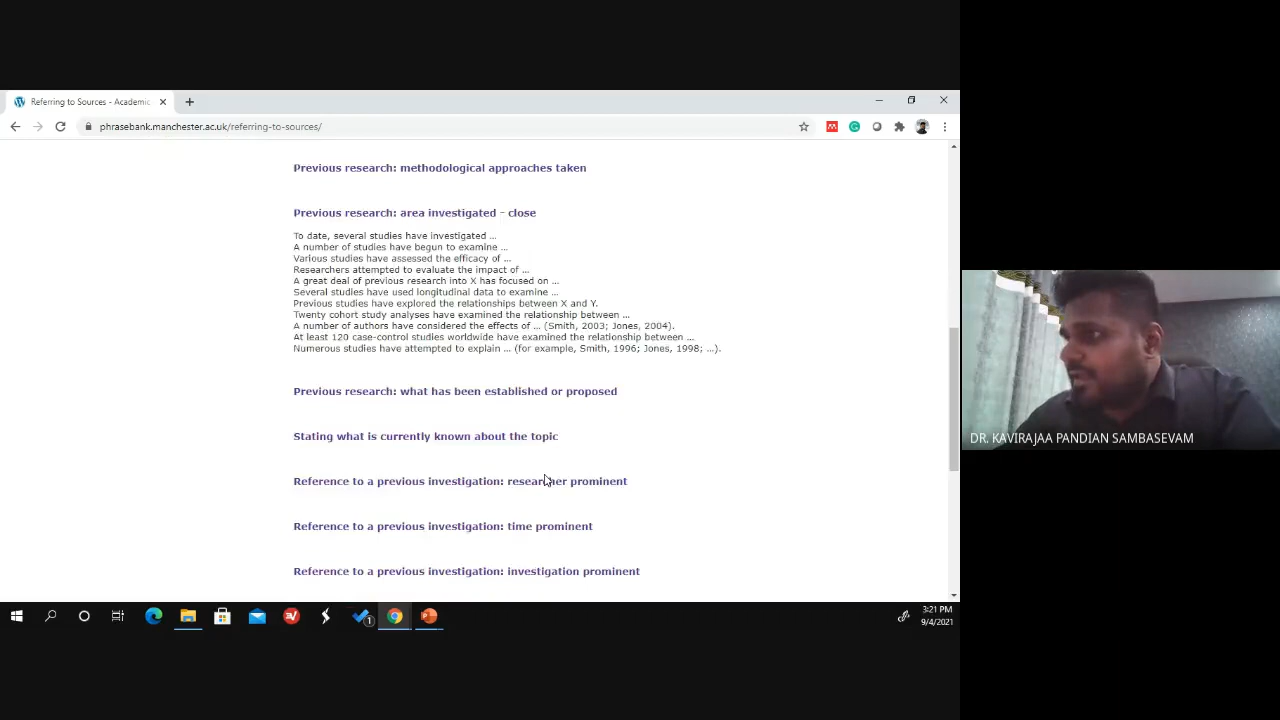 Referring to Sources - Academic
phrasebank.manchester.ac.uk/referring-to-sources/
Previous research: methodological approaches taken
Previous research: area investigated – close
To date, several studies have investigated …
A number of studies have begun to examine …
Various studies have assessed the efficacy of …
Researchers attempted to evaluate the impact of …
A great deal of previous research into X has focused on …
Several studies have used longitudinal data to examine …
Previous studies have explored the relationships between X and Y.
Twenty cohort study analyses have examined the relationship between …
A number of authors have considered the effects of … (Smith, 2003; Jones, 2004).
At least 120 case-control studies worldwide have examined the relationship between …
Numerous studies have attempted to explain … (for example, Smith, 1996; Jones, 1998; …).
Previous research: what has been established or proposed
Stating what is currently known about the topic
Reference to a previous investigation: researcher prominent
Reference to a previous investigation: time prominent
Reference to a previous investigation: investigation prominent
DR. KAVIRAJAA PANDIAN SAMBASEVAM
1
3:21 PM
9/4/2021